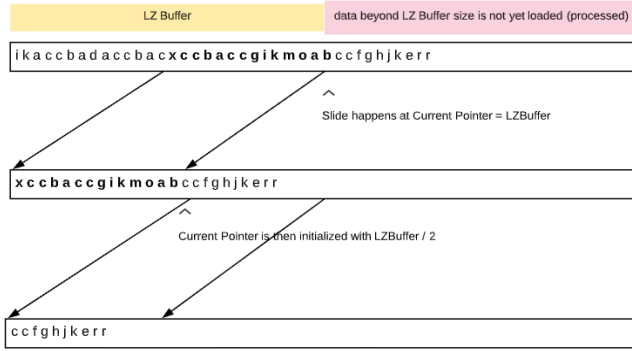 LZ Buffer
data beyond LZ Buffer size is not yet loaded (processed)
i k a c c b a d a c c b a c x c c b a c c g i k m o a b c c f g h j k e r r
Slide happens at Current Pointer = LZBuffer
x c c b a c c g i k m o a b c c f g h j k e r r
Current Pointer is then initialized with LZBuffer / 2
c c f g h j k e r r